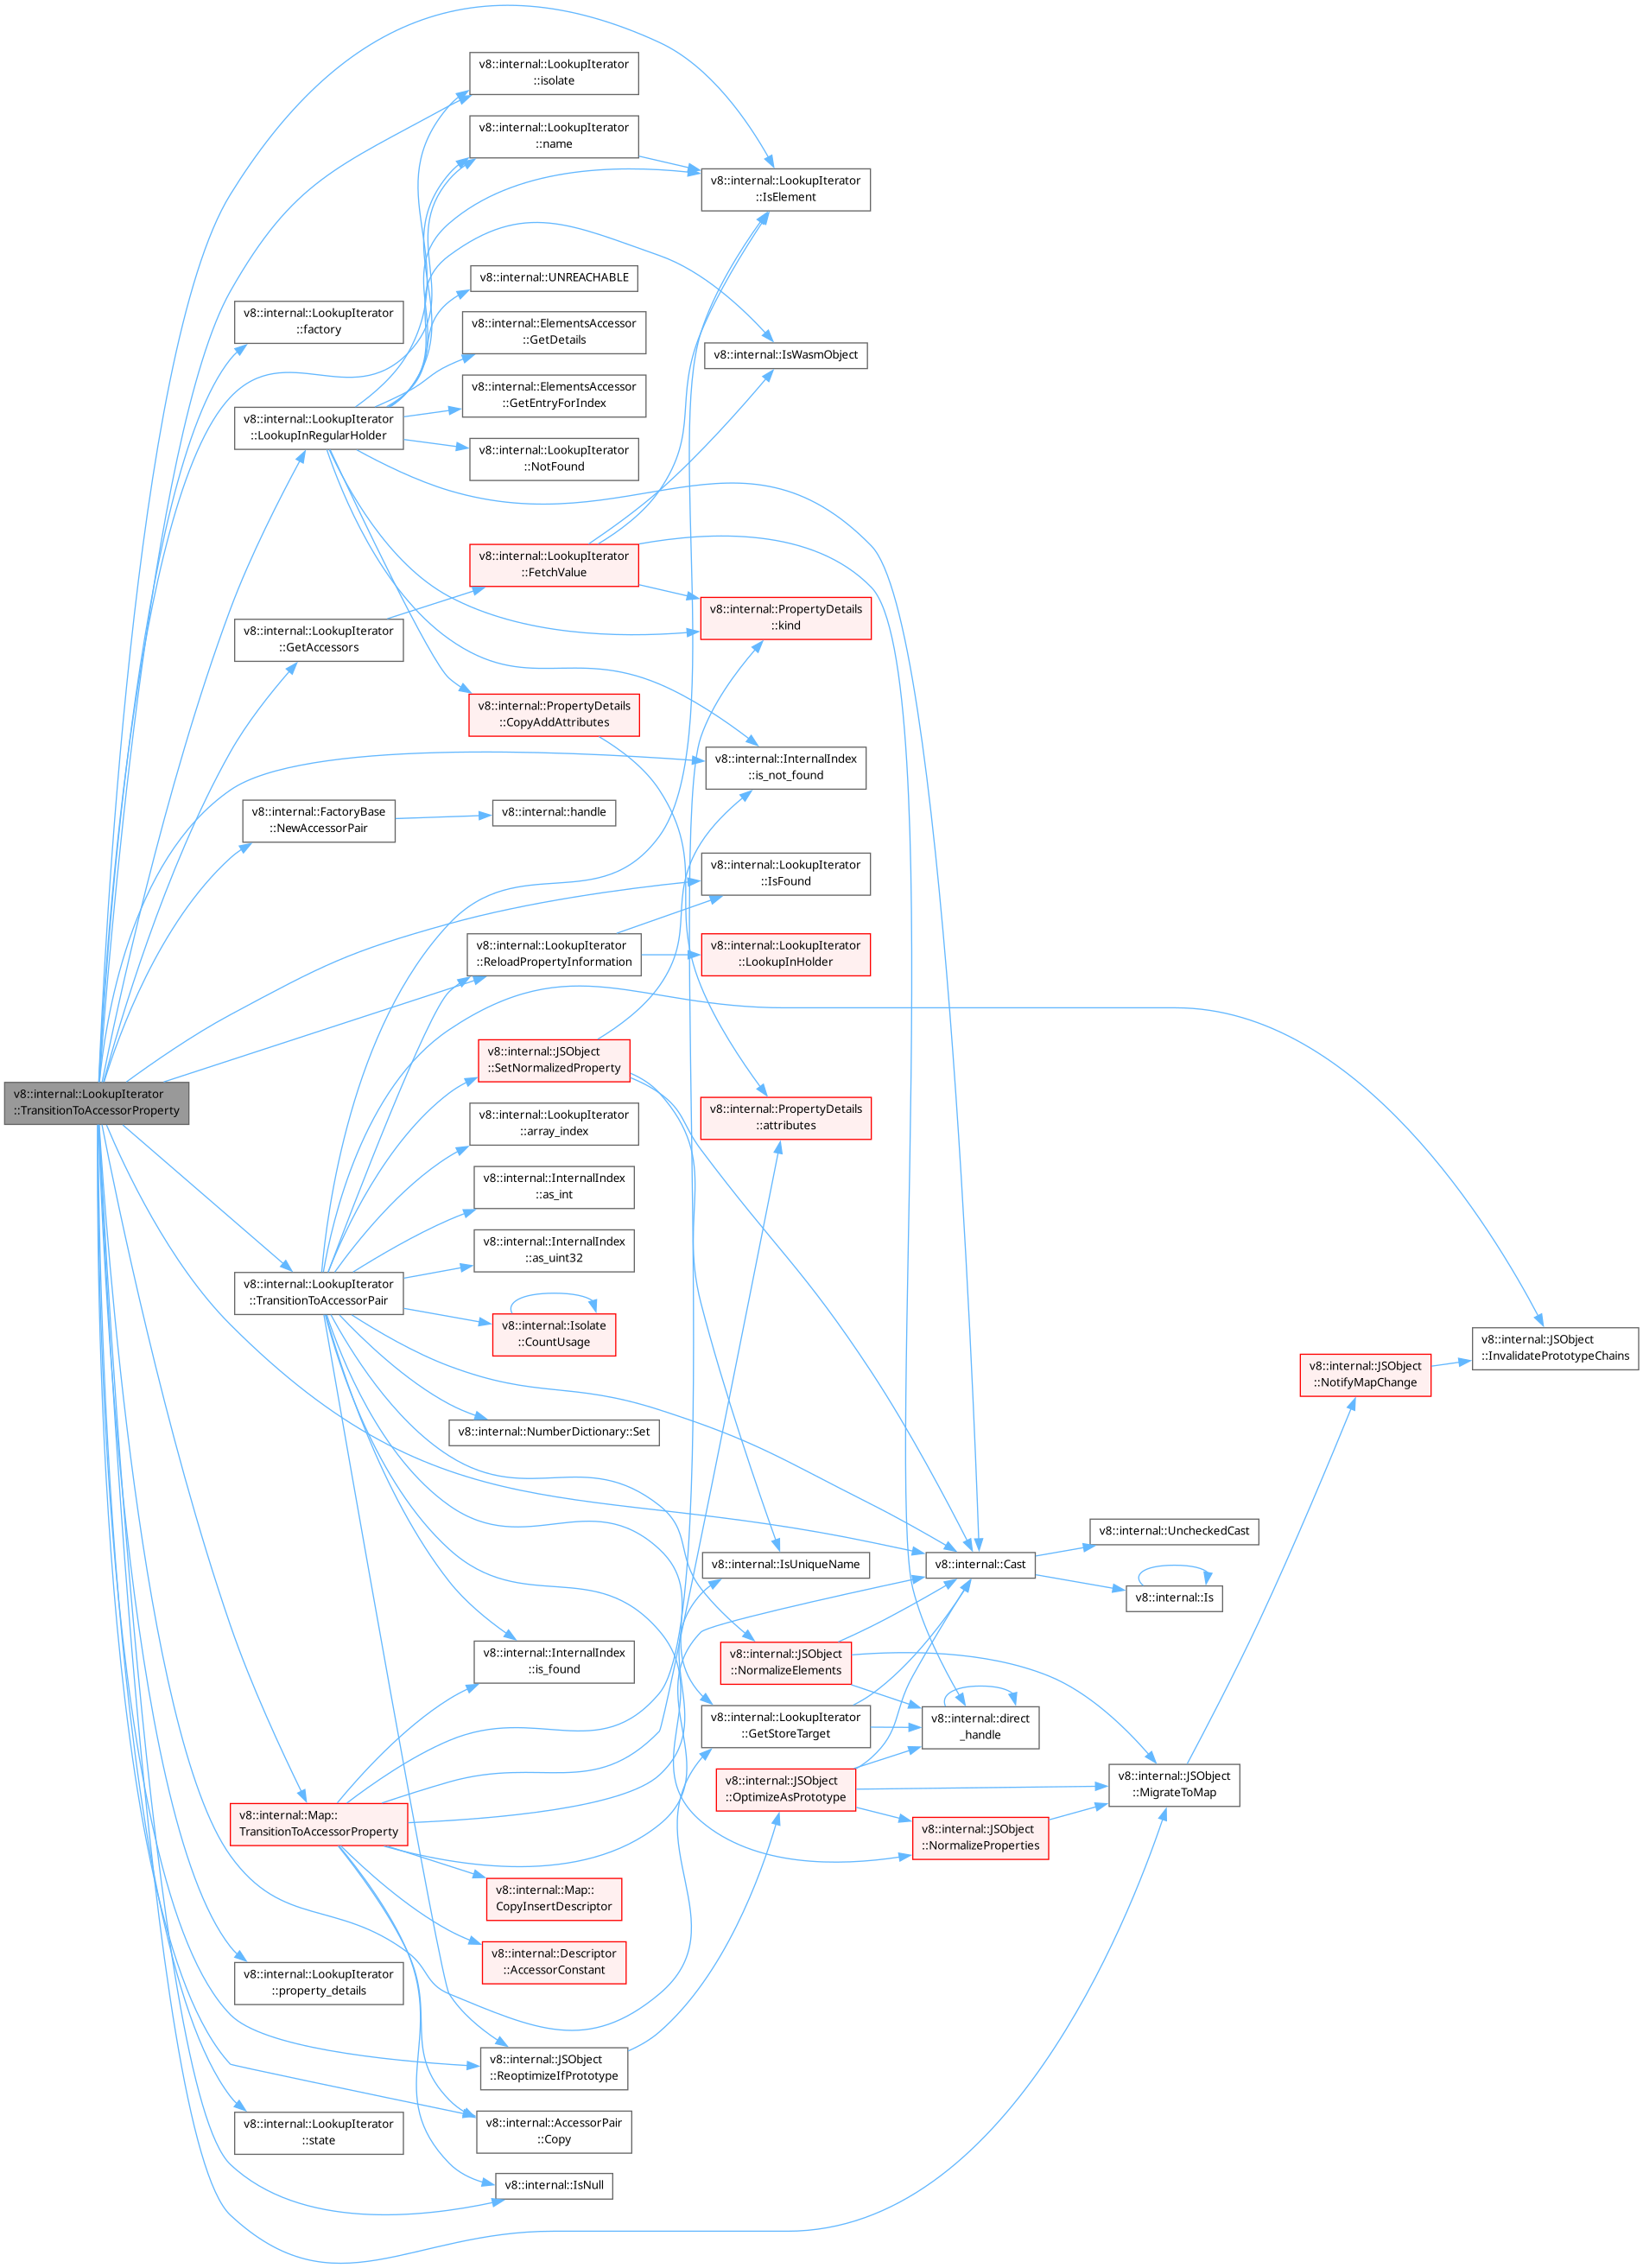 v8::internal::LookupIterator
::TransitionToAccessorProperty
v8::internal::LookupIterator
::factory
v8::internal::LookupIterator
::LookupInRegularHolder
v8::internal::LookupIterator
::GetAccessors
v8::internal::FactoryBase
::NewAccessorPair
v8::internal::LookupIterator
::TransitionToAccessorPair
v8::internal::Map::
TransitionToAccessorProperty
v8::internal::LookupIterator
::property_details
v8::internal::LookupIterator
::state
v8::internal::LookupIterator
::isolate
v8::internal::LookupIterator
::name
v8::internal::UNREACHABLE
v8::internal::ElementsAccessor
::GetDetails
v8::internal::ElementsAccessor
::GetEntryForIndex
v8::internal::LookupIterator
::NotFound
v8::internal::LookupIterator
::FetchValue
v8::internal::PropertyDetails
::CopyAddAttributes
v8::internal::handle
v8::internal::LookupIterator
::ReloadPropertyInformation
v8::internal::JSObject
::SetNormalizedProperty
v8::internal::LookupIterator
::array_index
v8::internal::InternalIndex
::as_int
v8::internal::InternalIndex
::as_uint32
v8::internal::Isolate
::CountUsage
v8::internal::NumberDictionary::Set
v8::internal::InternalIndex
::is_found
v8::internal::Map::
CopyInsertDescriptor
v8::internal::Descriptor
::AccessorConstant
v8::internal::JSObject
::ReoptimizeIfPrototype
v8::internal::AccessorPair
::Copy
v8::internal::IsNull
v8::internal::LookupIterator
::IsElement
v8::internal::IsWasmObject
v8::internal::PropertyDetails
::kind
v8::internal::InternalIndex
::is_not_found
v8::internal::LookupIterator
::IsFound
v8::internal::LookupIterator
::LookupInHolder
v8::internal::PropertyDetails
::attributes
v8::internal::IsUniqueName
v8::internal::JSObject
::NormalizeElements
v8::internal::LookupIterator
::GetStoreTarget
v8::internal::JSObject
::OptimizeAsPrototype
v8::internal::Cast
v8::internal::direct
_handle
v8::internal::JSObject
::NormalizeProperties
v8::internal::UncheckedCast
v8::internal::Is
v8::internal::JSObject
::MigrateToMap
v8::internal::JSObject
::NotifyMapChange
v8::internal::JSObject
::InvalidatePrototypeChains